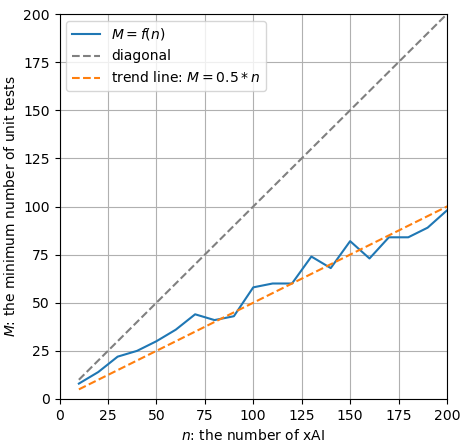 200
175
150
125
100
75
50
25
0
M: the minimum number of unit tests
M = f(n)
diagonal
trend line: M = 0.5 * n
0 25 50 75 100 125 150 175 200
n: the number of xAI